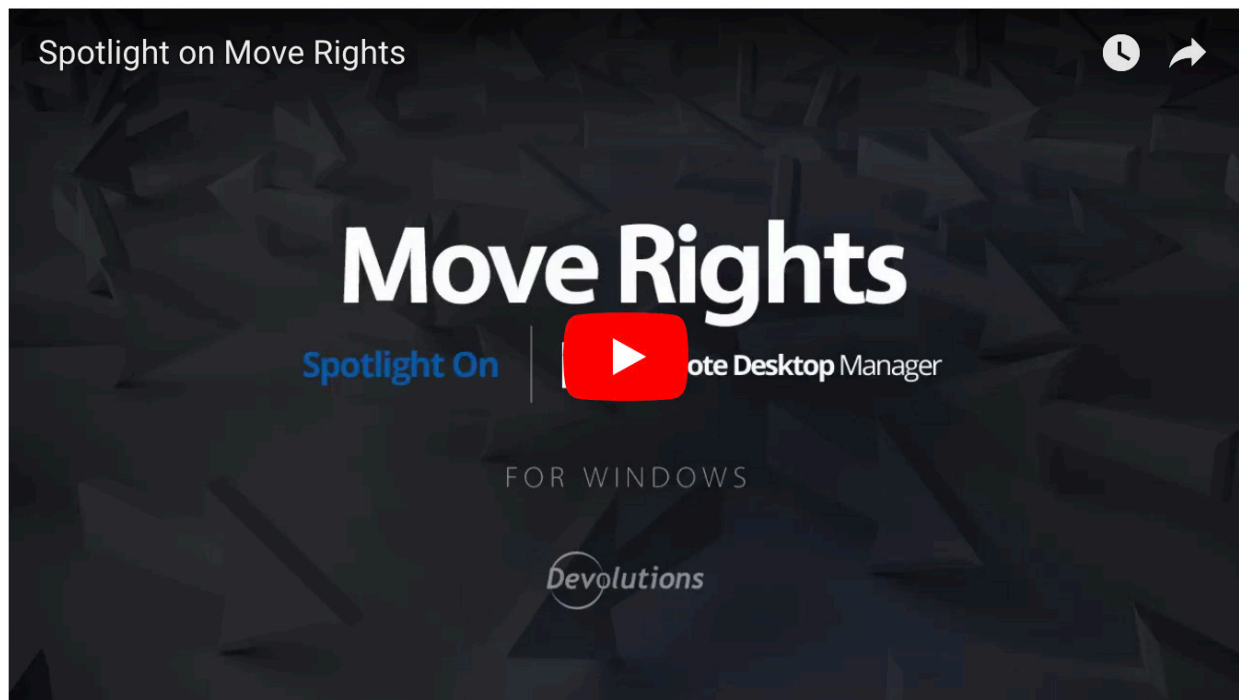 Spotlight on Move Rights
Move Rights
Spotlight On
ote Desktop Manager
FOR WINDOWS
Devolutions